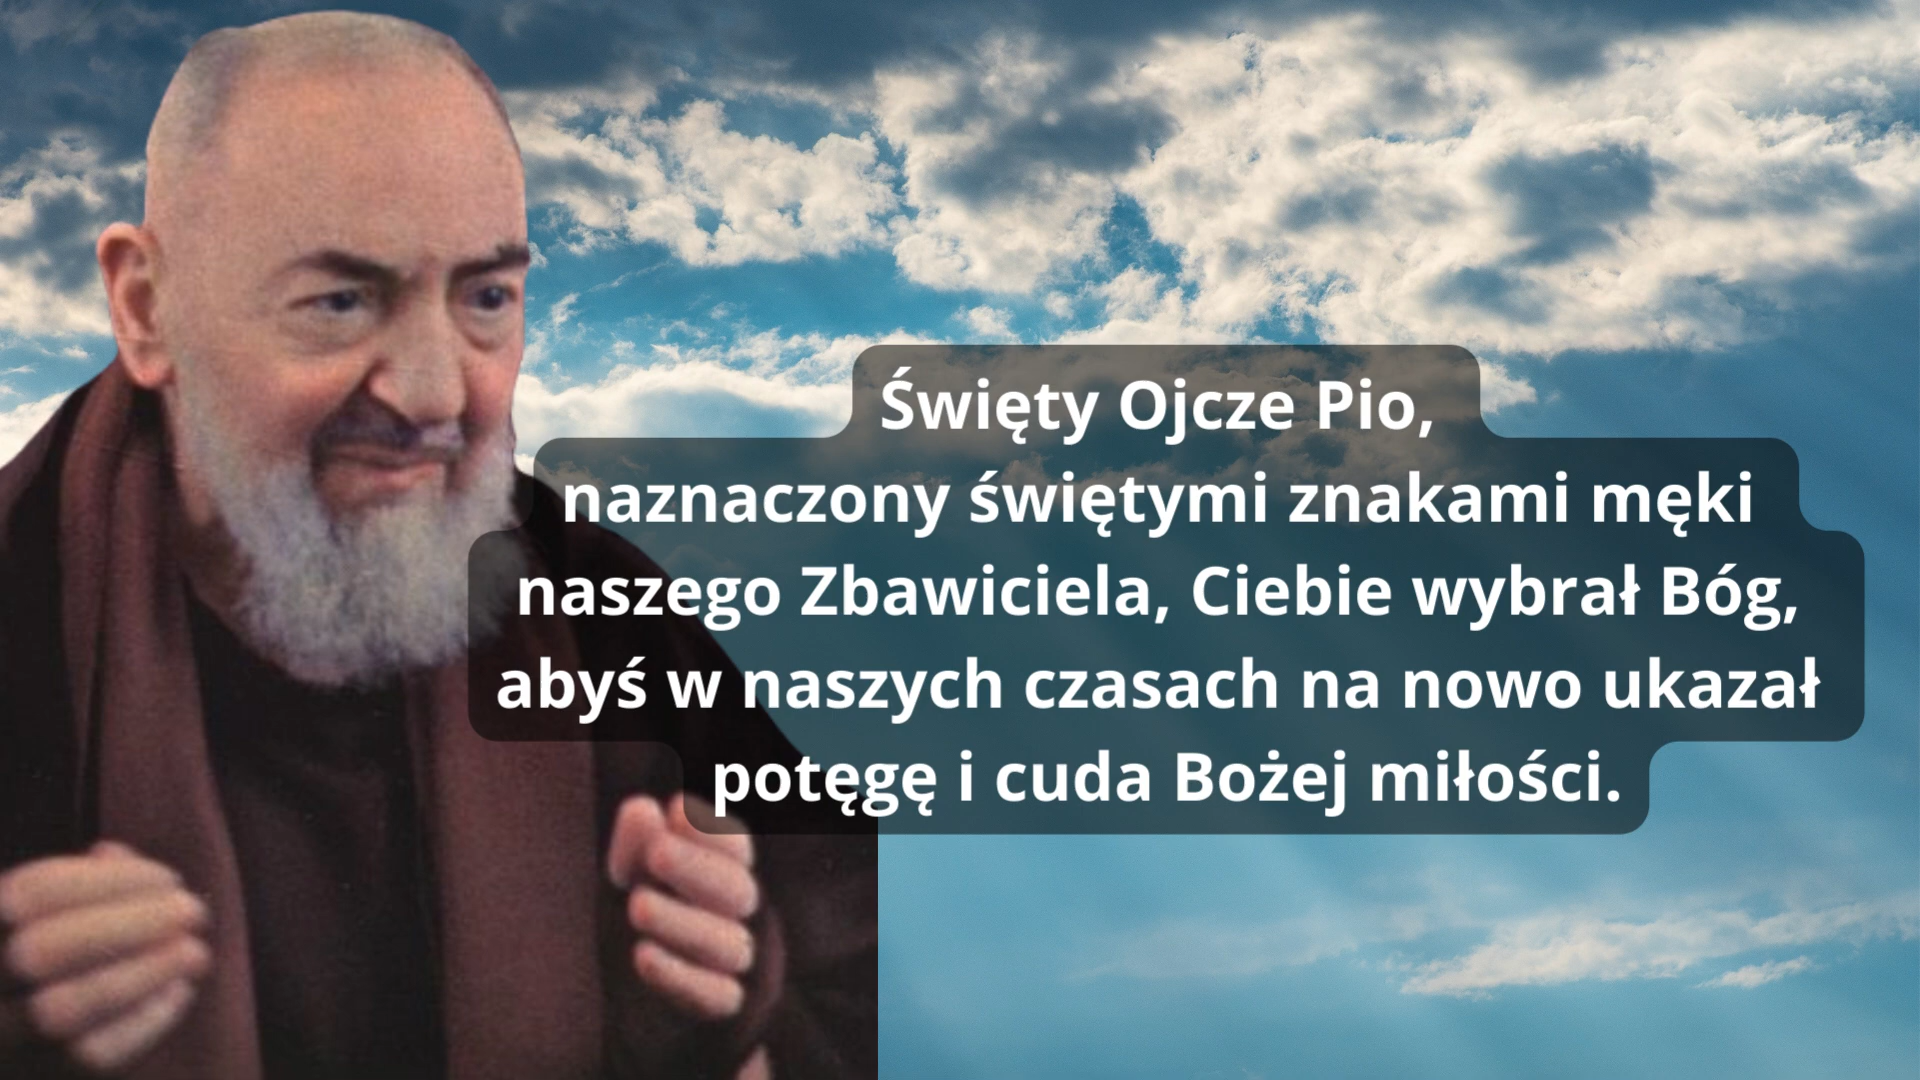 Święty Ojcze Pio,
naznaczony świętymi znakami męki
naszego Zbawiciela, Ciebie wybrał Bóg,
abyś w naszych czasach na nowo ukazał
potęgę i cuda Bożej miłości.